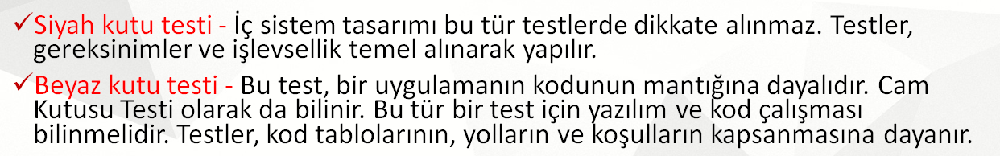 ✓Siyah kutu testi - İç sistem tasarımı bu tür testlerde dikkate alınmaz. Testler,
gereksinimler ve işlevsellik temel alınarak yapılır.
✓Beyaz kutu testi - Bu test, bir uygulamanın kodunun mantığına dayalıdır. Cam
Kutusu Testi olarak da bilinir. Bu tür bir test için yazılım ve kod çalışması
bilinmelidir. Testler, kod tablolarının, yolların ve koşulların kapsanmasına dayanır.